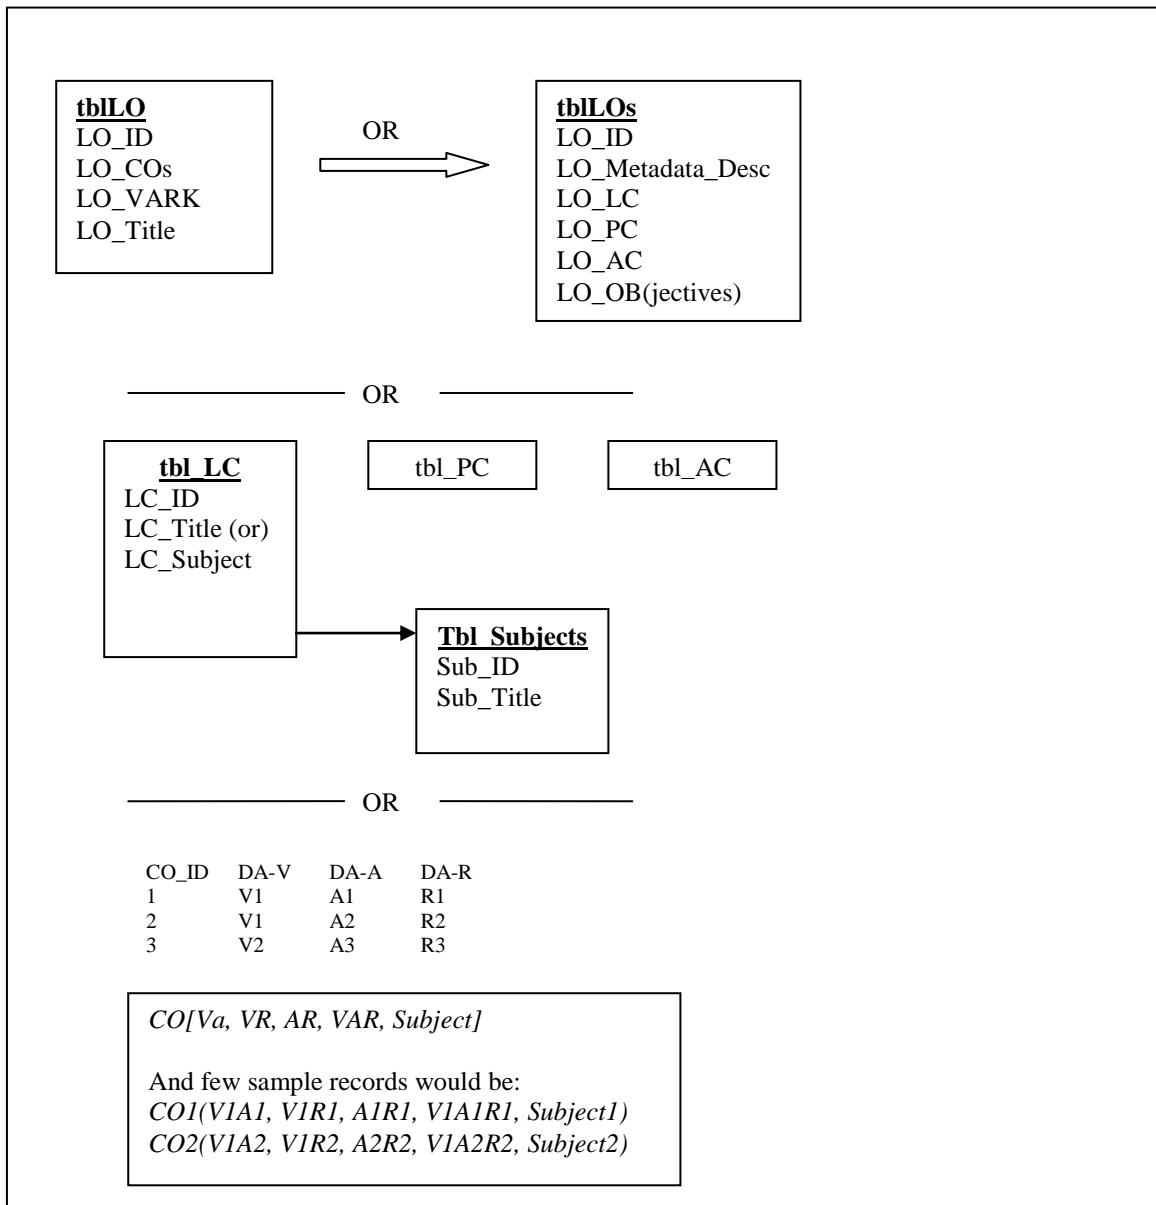 tblLO
LO_ID
LO_COs
LO_VARK
LO_Title
OR
tblLOs
LO_ID
LO_Metadata_Desc
LO_LC
LO_PC
LO_AC
LO_OB(jectives)
OR
tbl_LC
LC_ID
LC_Title (or)
LC_Subject
tbl_PC
tbl_AC
Tbl_Subjects
Sub_ID
Sub_Title
OR
CO_ID DA-V DA-A DA-R
1 V1 A1 R1
2 V1 A2 R2
3 V2 A3 R3
CO[Va, VR, AR, VAR, Subject]
And few sample records would be:
CO1(V1A1, V1R1, A1R1, V1A1R1, Subject1)
CO2(V1A2, V1R2, A2R2, V1A2R2, Subject2)